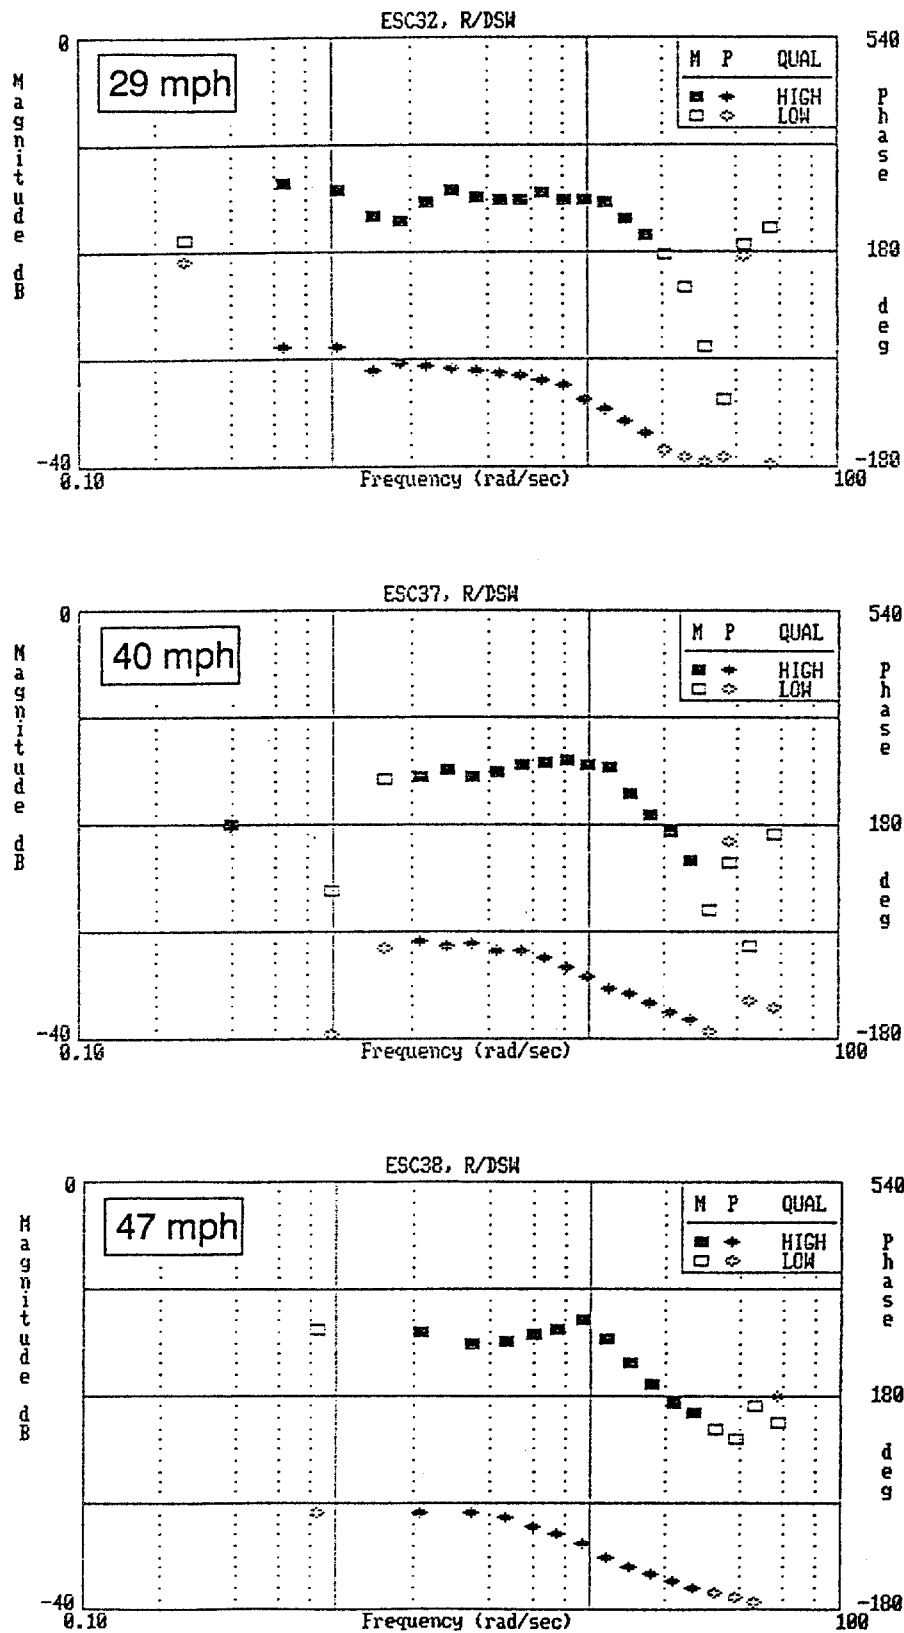 ESC32, R/DSW
0
540
29 mph
M P QUAL
HIGH
LOW
Magnitude dB
Phase deg
180
-40
-180
0.10
Frequency (rad/sec)
100
ESC37, R/DSW
0
540
40 mph
M P QUAL
HIGH
LOW
Magnitude dB
Phase deg
180
-40
-180
0.10
Frequency (rad/sec)
100
ESC38, R/DSW
0
540
47 mph
M P QUAL
HIGH
LOW
Magnitude dB
Phase deg
180
-40
-180
0.10
Frequency (rad/sec)
100